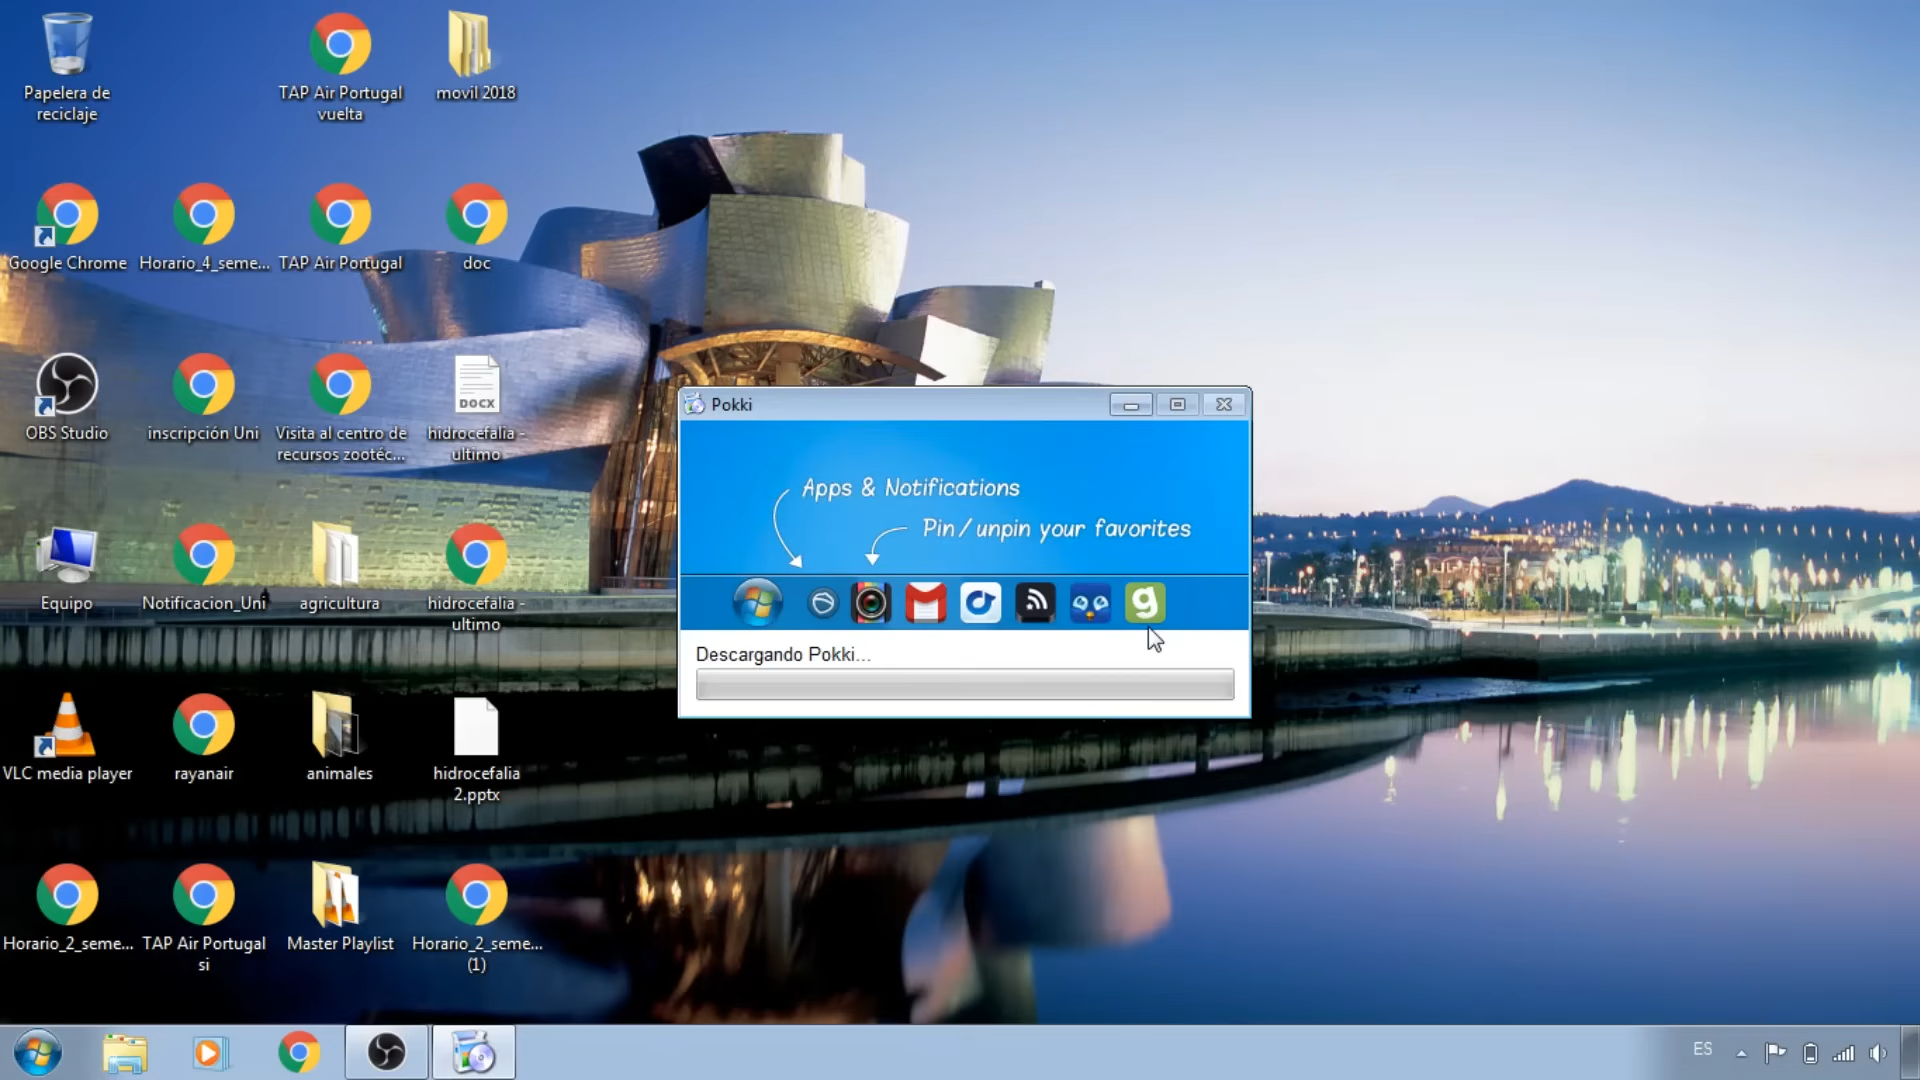 Papelera de
reciclaje
TAP Air Portugal
vuelta
movil 2018
Google Chrome
Horario_4_seme...
TAP Air Portugal
doc
OBS Studio
inscripción Uni
Visita al centro de
recursos zootéc...
DOCX
hidrocefalia -
ultimo
Equipo
Notificacion_Uni
agricultura
hidrocefalia -
ultimo
VLC media player
rayanair
animales
hidrocefalia
2.pptx
Horario_2_seme...
TAP Air Portugal
si
Master Playlist
Horario_2_seme...
(1)
Pokki
Apps & Notifications
Pin/unpin your favorites
g
Descargando Pokki...
ES